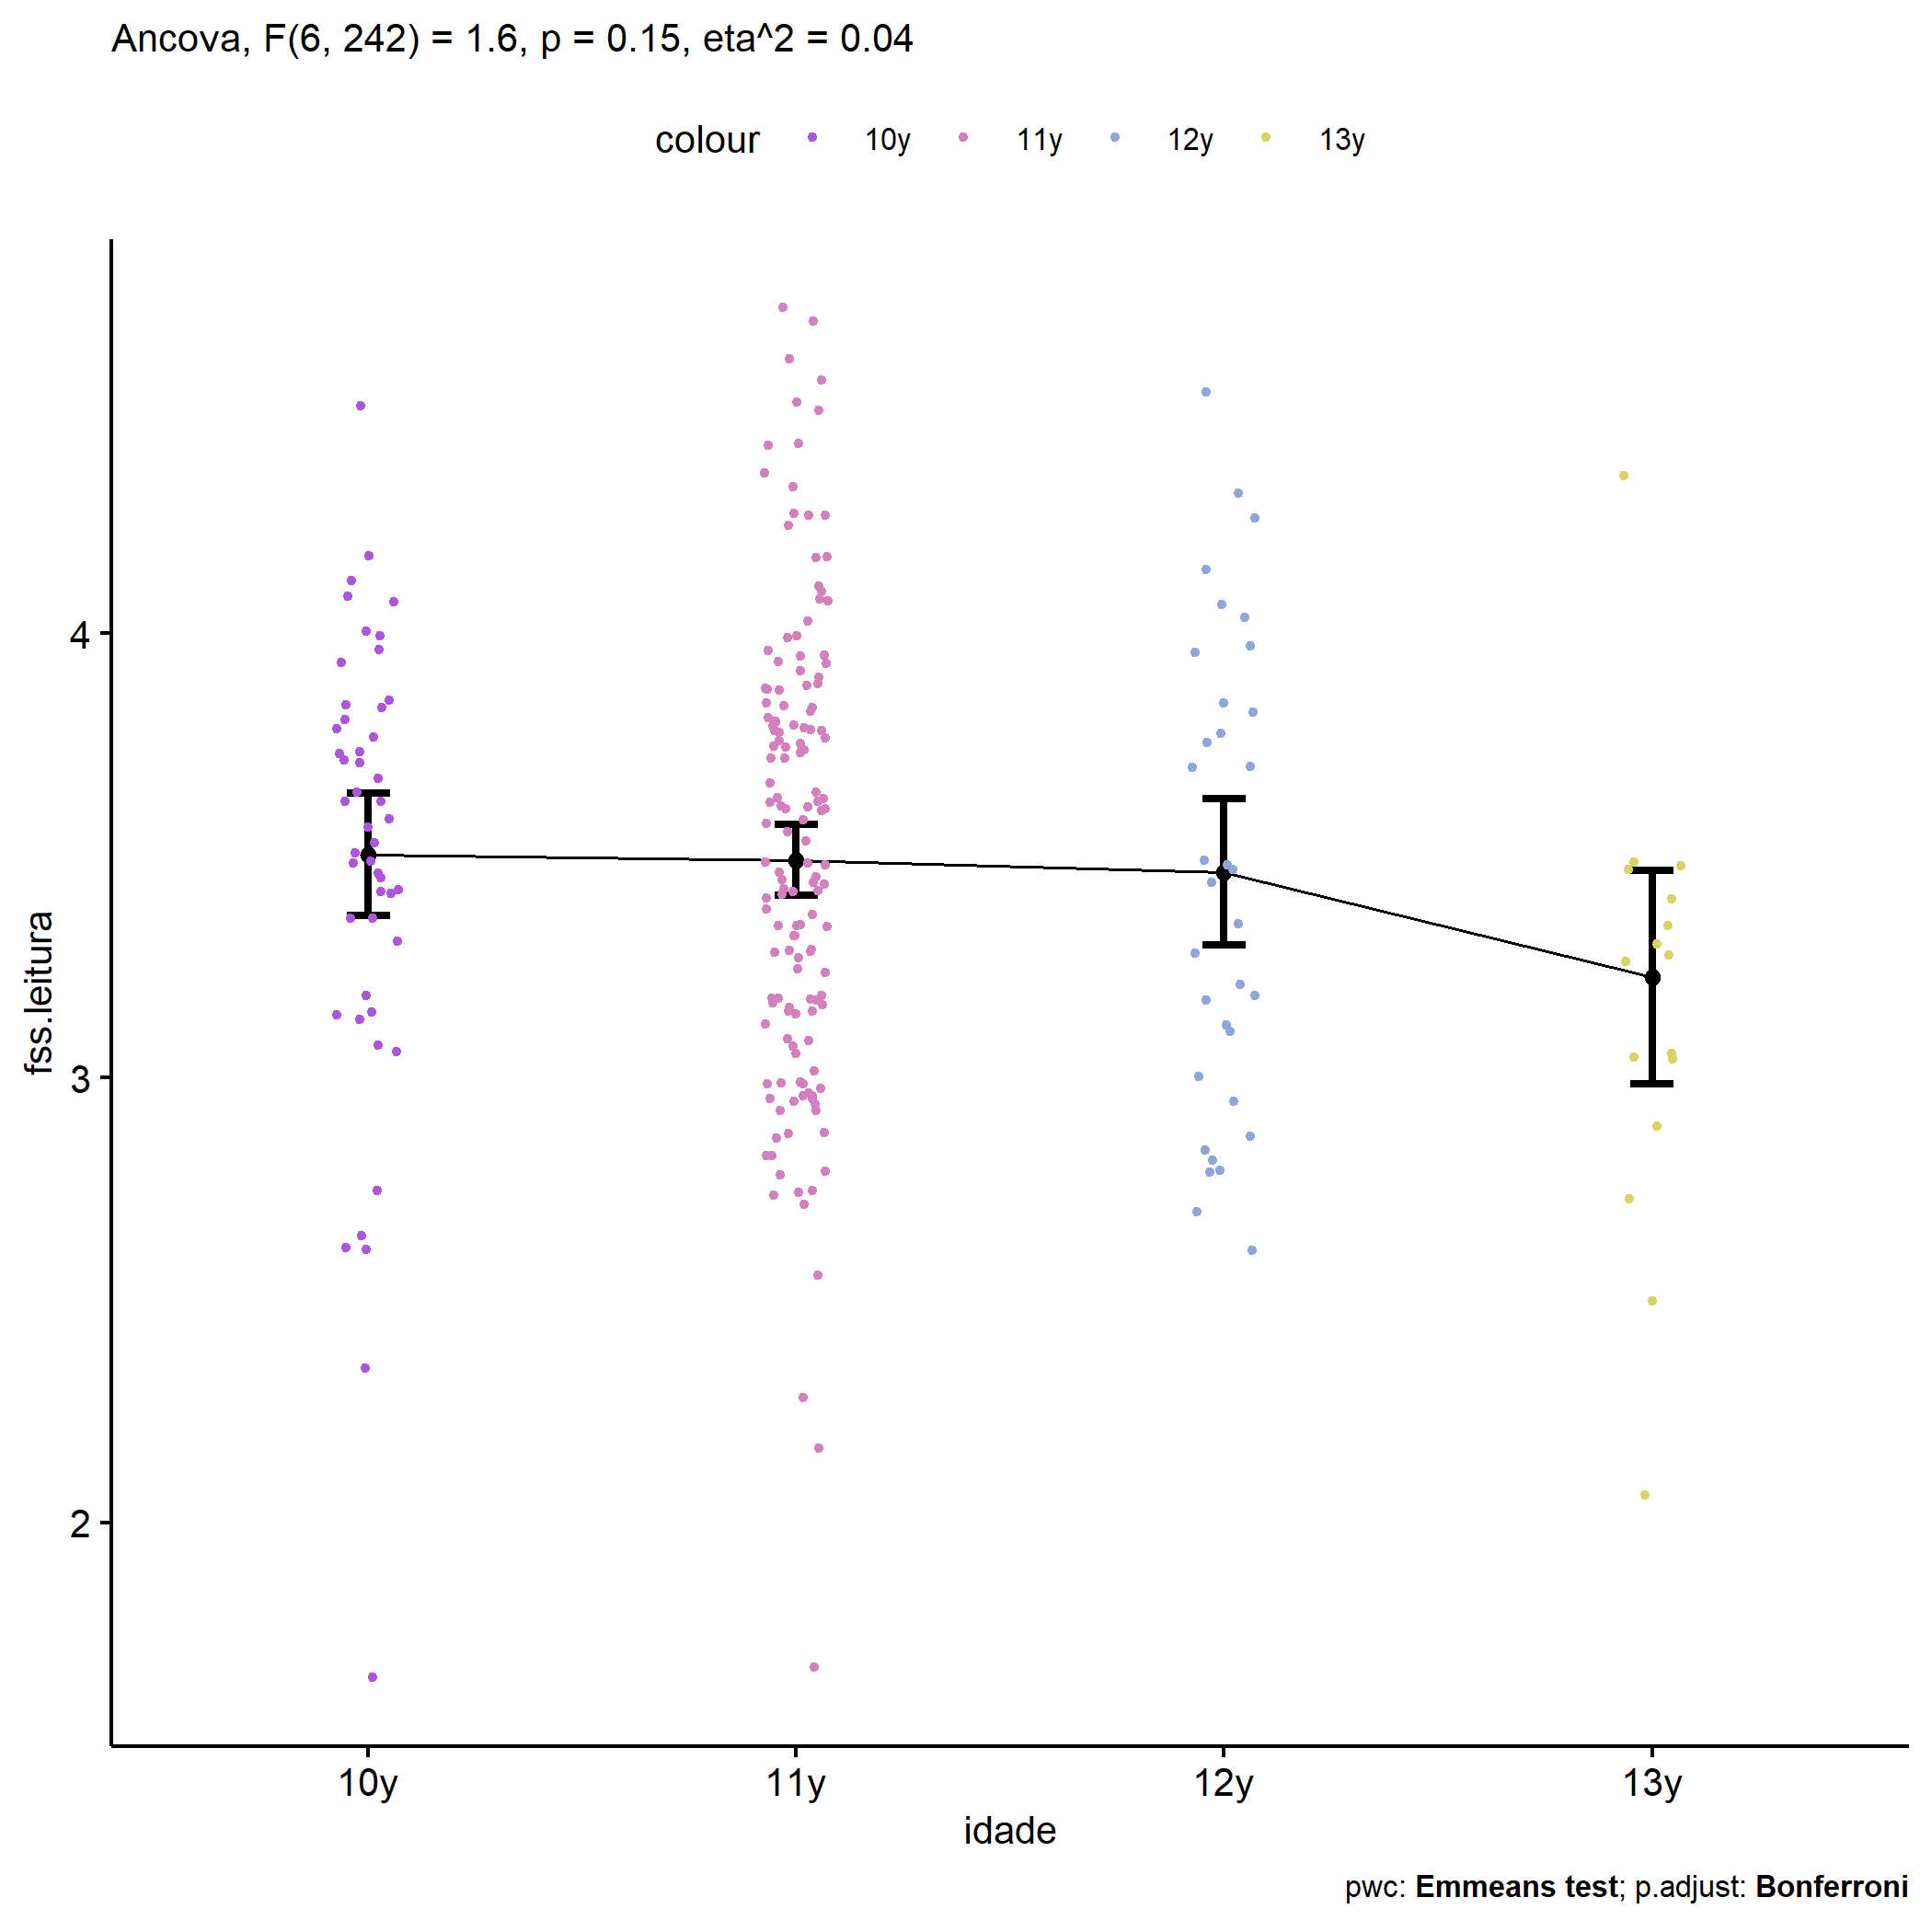 Ancova, F(6, 242) = 1.6, p = 0.15, eta^2 = 0.04
colour 10y 11y 12y 13y
fss.leitura
4
3
2
10y 11y 12y 13y
idade
pwc: Emmeans test; p.adjust: Bonferroni